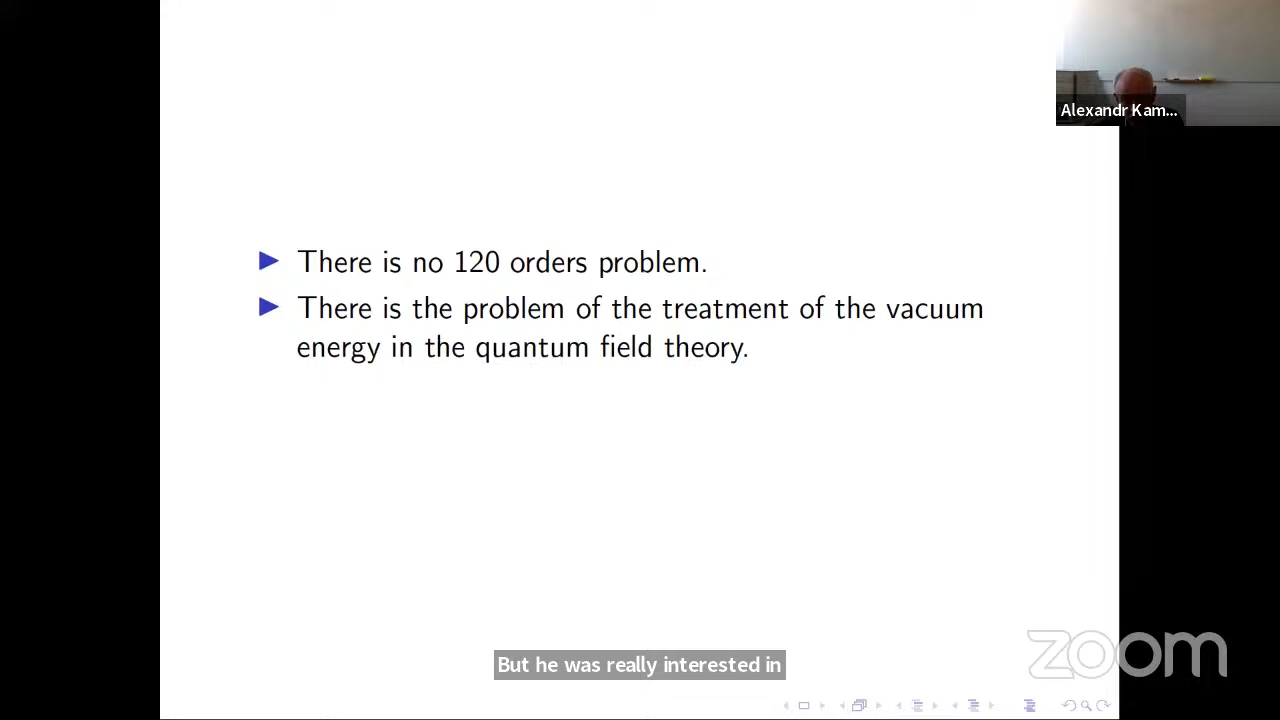 Alexandr Kam...
There is no 120 orders problem.
There is the problem of the treatment of the vacuum
energy in the quantum field theory.
But he was really interested in
zoom